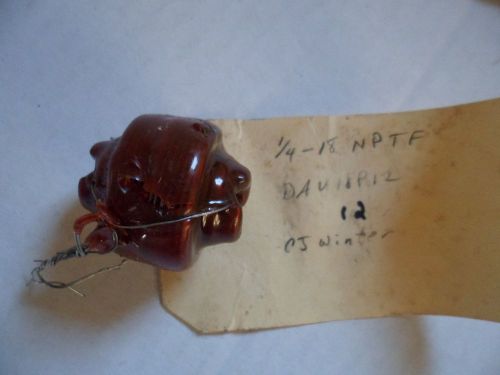 1/4-18 NPTF
DAV18P12
12
CJ Winter